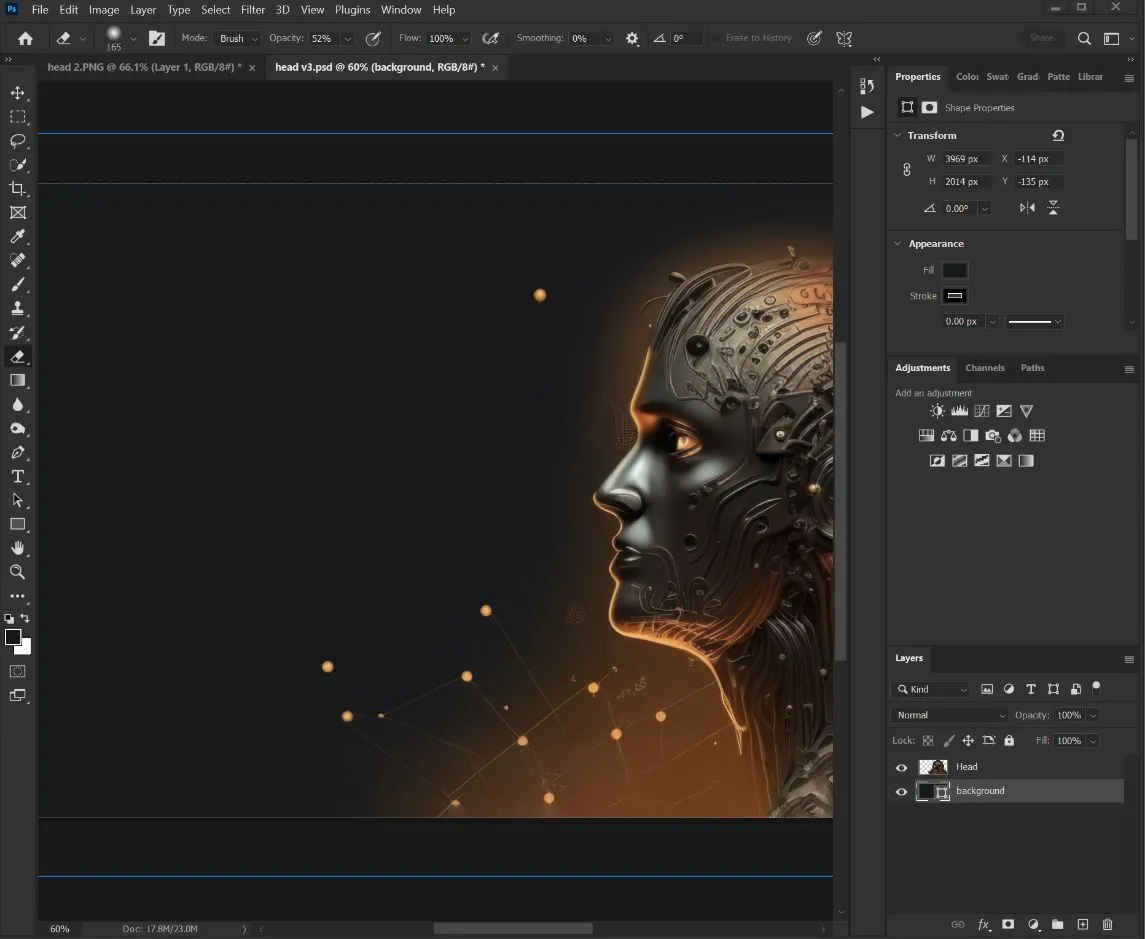 Ps File Edit Image Layer Type Select Filter 3D View Plugins Window Help
165 Mode: Brush Opacity: 52% Flow: 100% Smoothing: 0% 0° Erase to History Share
head 2.PNG @ 66.1% (Layer 1, RGB/8#) * × head v3.psd @ 60% (background, RGB/8#) * ×
Properties Color Swat Grad Patte Librar
Shape Properties
Transform
W 3969 px X -114 px
H 2014 px Y -135 px
0.00°
Appearance
Fill
Stroke
0.00 px
Adjustments Channels Paths
Add an adjustment
Layers
Kind
Normal Opacity: 100%
Lock: Fill: 100%
Head
background
60% Doc: 17.8M/23.0M
fx